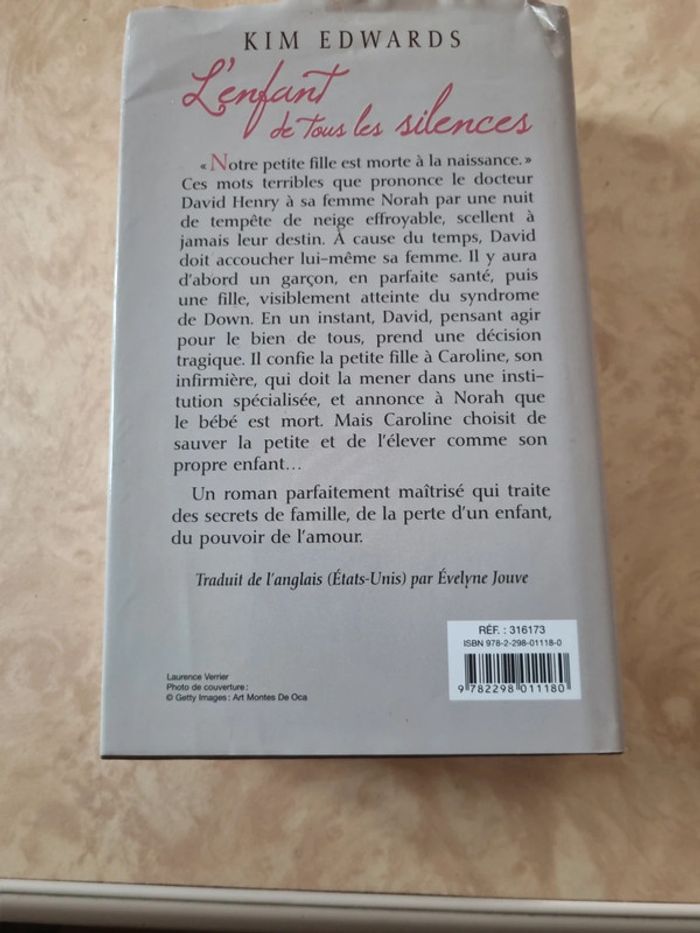 KIM EDWARDS
L'enfant
de tous les silences
« Notre petite fille est morte à la naissance. »
Ces mots terribles que prononce le docteur
David Henry à sa femme Norah par une nuit
de tempête de neige effroyable, scellent à
jamais leur destin. À cause du temps, David
doit accoucher lui-même sa femme. Il y aura
d'abord un garçon, en parfaite santé, puis
une fille, visiblement atteinte du syndrome
de Down. En un instant, David, pensant agir
pour le bien de tous, prend une décision
tragique. Il confie la petite fille à Caroline, son
infirmière, qui doit la mener dans une insti-
tution spécialisée, et annonce à Norah que
le bébé est mort. Mais Caroline choisit de
sauver la petite et de l'élever comme son
propre enfant...
Un roman parfaitement maîtrisé qui traite
des secrets de famille, de la perte d'un enfant,
du pouvoir de l'amour.
Traduit de l'anglais (États-Unis) par Évelyne Jouve
RÉF. : 316173
ISBN 978-2-298-01118-0
9 782298 011180
Laurence Verrier
Photo de couverture :
© Getty Images : Art Montes De Oca